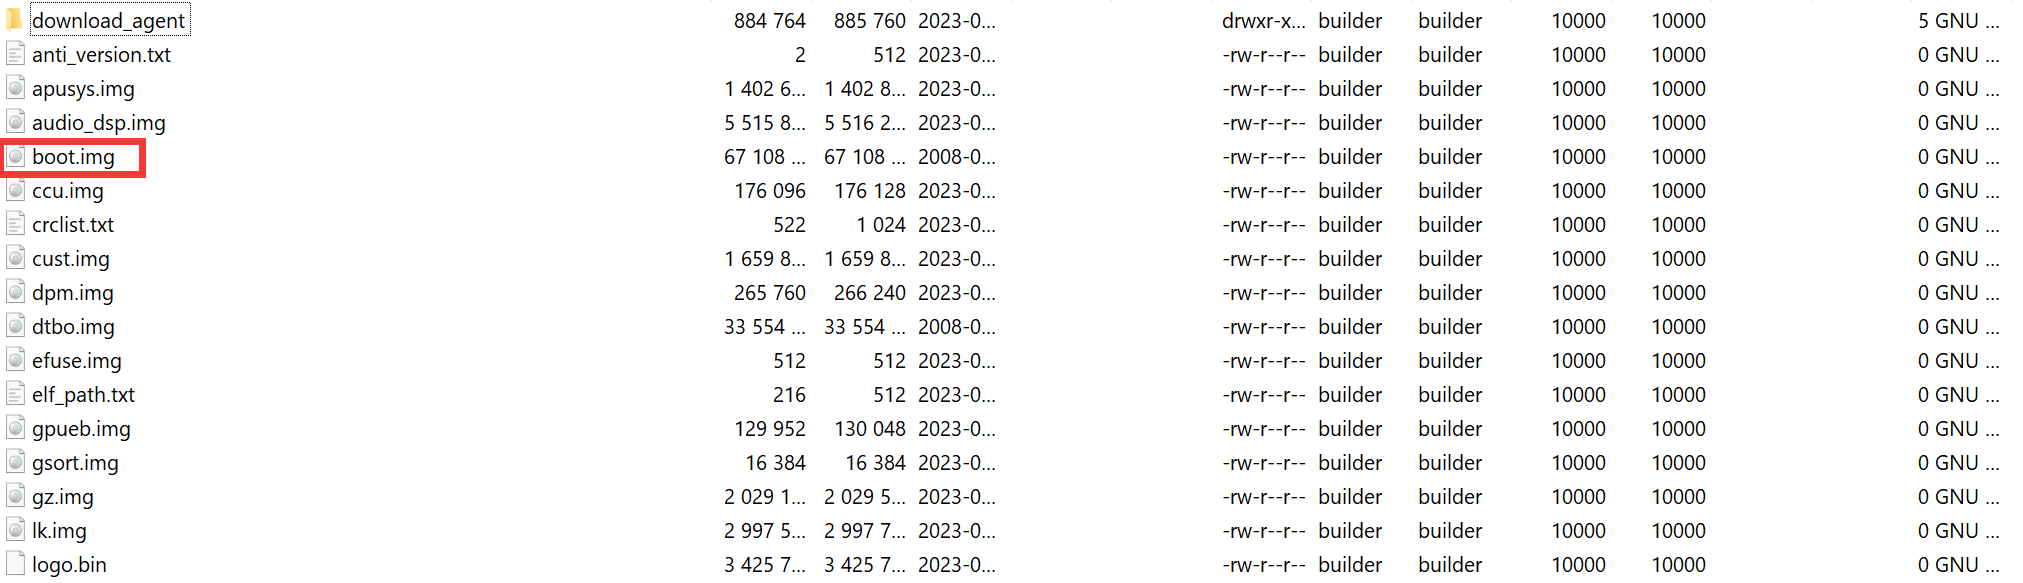 download_agent 884 764 885 760 2023-0... drwxr-x... builder builder 10000 10000 5 GNU ...
anti_version.txt 2 512 2023-0... -rw-r--r-- builder builder 10000 10000 0 GNU ...
apusys.img 1 402 6... 1 402 8... 2023-0... -rw-r--r-- builder builder 10000 10000 0 GNU ...
audio_dsp.img 5 515 8... 5 516 2... 2023-0... -rw-r--r-- builder builder 10000 10000 0 GNU ...
boot.img 67 108 ... 67 108 ... 2008-0... -rw-r--r-- builder builder 10000 10000 0 GNU ...
ccu.img 176 096 176 128 2023-0... -rw-r--r-- builder builder 10000 10000 0 GNU ...
crclist.txt 522 1 024 2023-0... -rw-r--r-- builder builder 10000 10000 0 GNU ...
cust.img 1 659 8... 1 659 8... 2023-0... -rw-r--r-- builder builder 10000 10000 0 GNU ...
dpm.img 265 760 266 240 2023-0... -rw-r--r-- builder builder 10000 10000 0 GNU ...
dtbo.img 33 554 ... 33 554 ... 2008-0... -rw-r--r-- builder builder 10000 10000 0 GNU ...
efuse.img 512 512 2023-0... -rw-r--r-- builder builder 10000 10000 0 GNU ...
elf_path.txt 216 512 2023-0... -rw-r--r-- builder builder 10000 10000 0 GNU ...
gpueb.img 129 952 130 048 2023-0... -rw-r--r-- builder builder 10000 10000 0 GNU ...
gsort.img 16 384 16 384 2023-0... -rw-r--r-- builder builder 10000 10000 0 GNU ...
gz.img 2 029 1... 2 029 5... 2023-0... -rw-r--r-- builder builder 10000 10000 0 GNU ...
lk.img 2 997 5... 2 997 7... 2023-0... -rw-r--r-- builder builder 10000 10000 0 GNU ...
logo.bin 3 425 7... 3 425 7... 2023-0... -rw-r--r-- builder builder 10000 10000 0 GNU ...